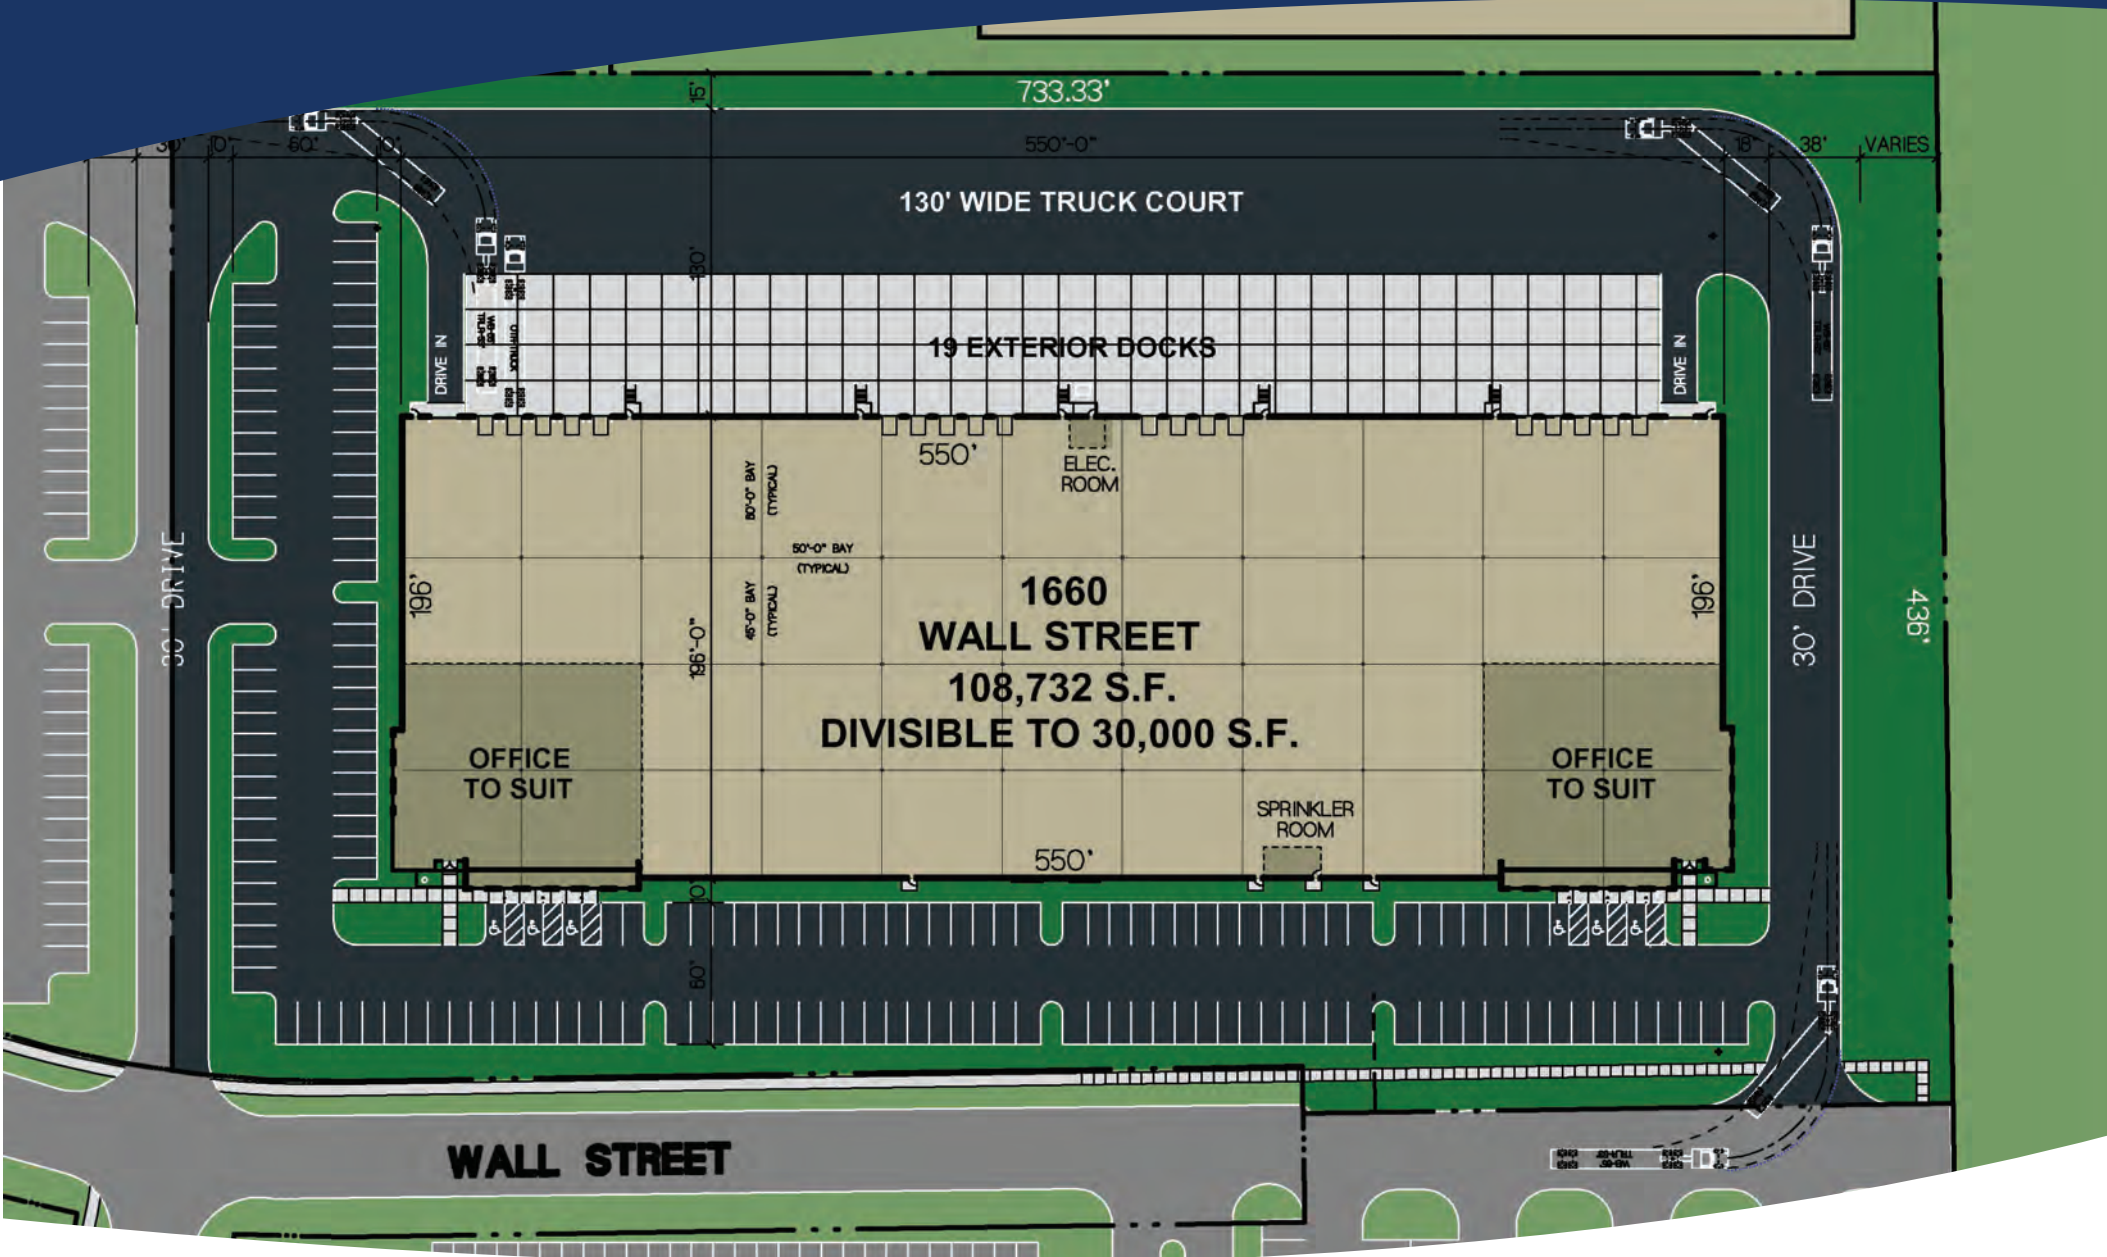 733.33'
15'
30'
10'
60'
10'
550'-0"
18'
38'
VARIES
130' WIDE TRUCK COURT
130'
DRIVE IN
19 EXTERIOR DOCKS
DRIVE IN
550'
ELEC.
ROOM
60'-0" BAY
(TYPICAL)
50'-0" BAY
(TYPICAL)
45'-0" BAY
(TYPICAL)
30' DRIVE
196'
196'-0"
1660
WALL STREET
108,732 S.F.
DIVISIBLE TO 30,000 S.F.
196'
30' DRIVE
436'
OFFICE
TO SUIT
OFFICE
TO SUIT
SPRINKLER
ROOM
550'
10'
60'
WALL STREET